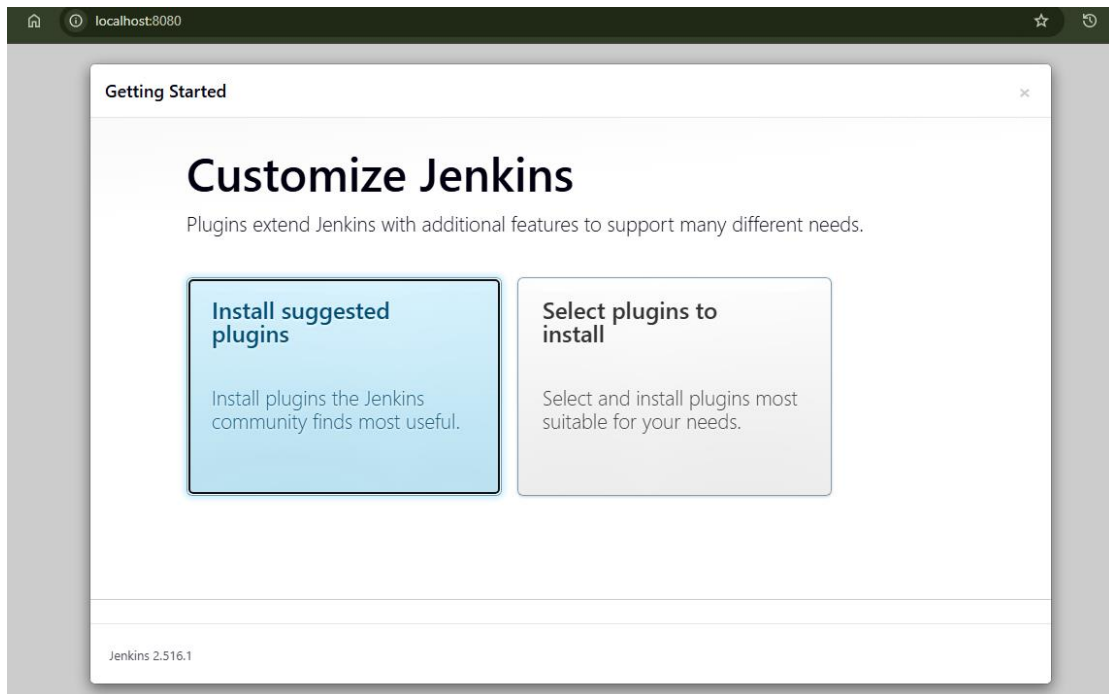 localhost:8080
Getting Started
×
Customize Jenkins
Plugins extend Jenkins with additional features to support many different needs.
Install suggested
plugins
Install plugins the Jenkins
community finds most useful.
Select plugins to
install
Select and install plugins most
suitable for your needs.
Jenkins 2.516.1